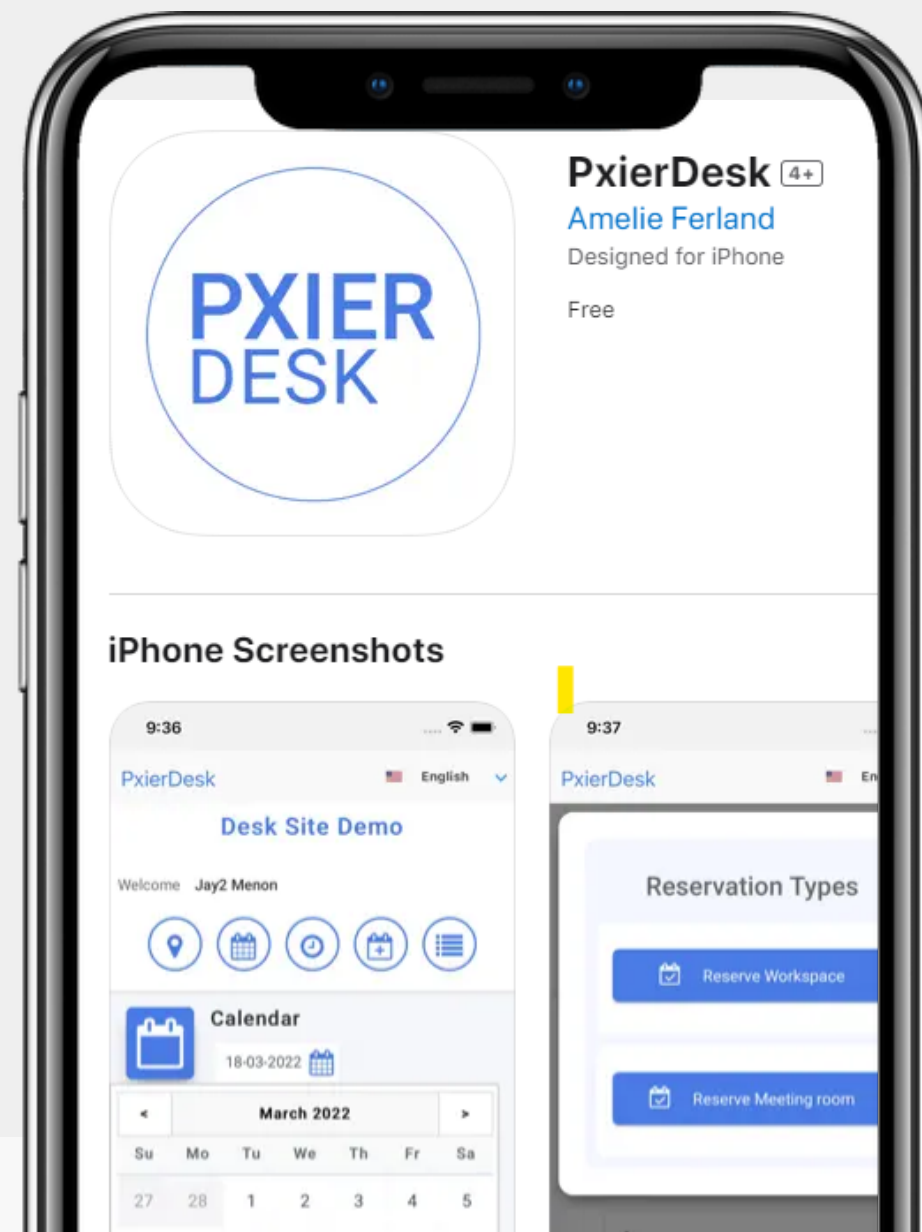 PXIER
DESK
PxierDesk 4+
Amelie Ferland
Designed for iPhone
Free
iPhone Screenshots
9:36
PxierDesk English
Desk Site Demo
Welcome Jay2 Menon
Calendar
18-03-2022
< March 2022 >
Su Mo Tu We Th Fr Sa
27 28 1 2 3 4 5
9:37
PxierDesk En
Reservation Types
Reserve Workspace
Reserve Meeting room